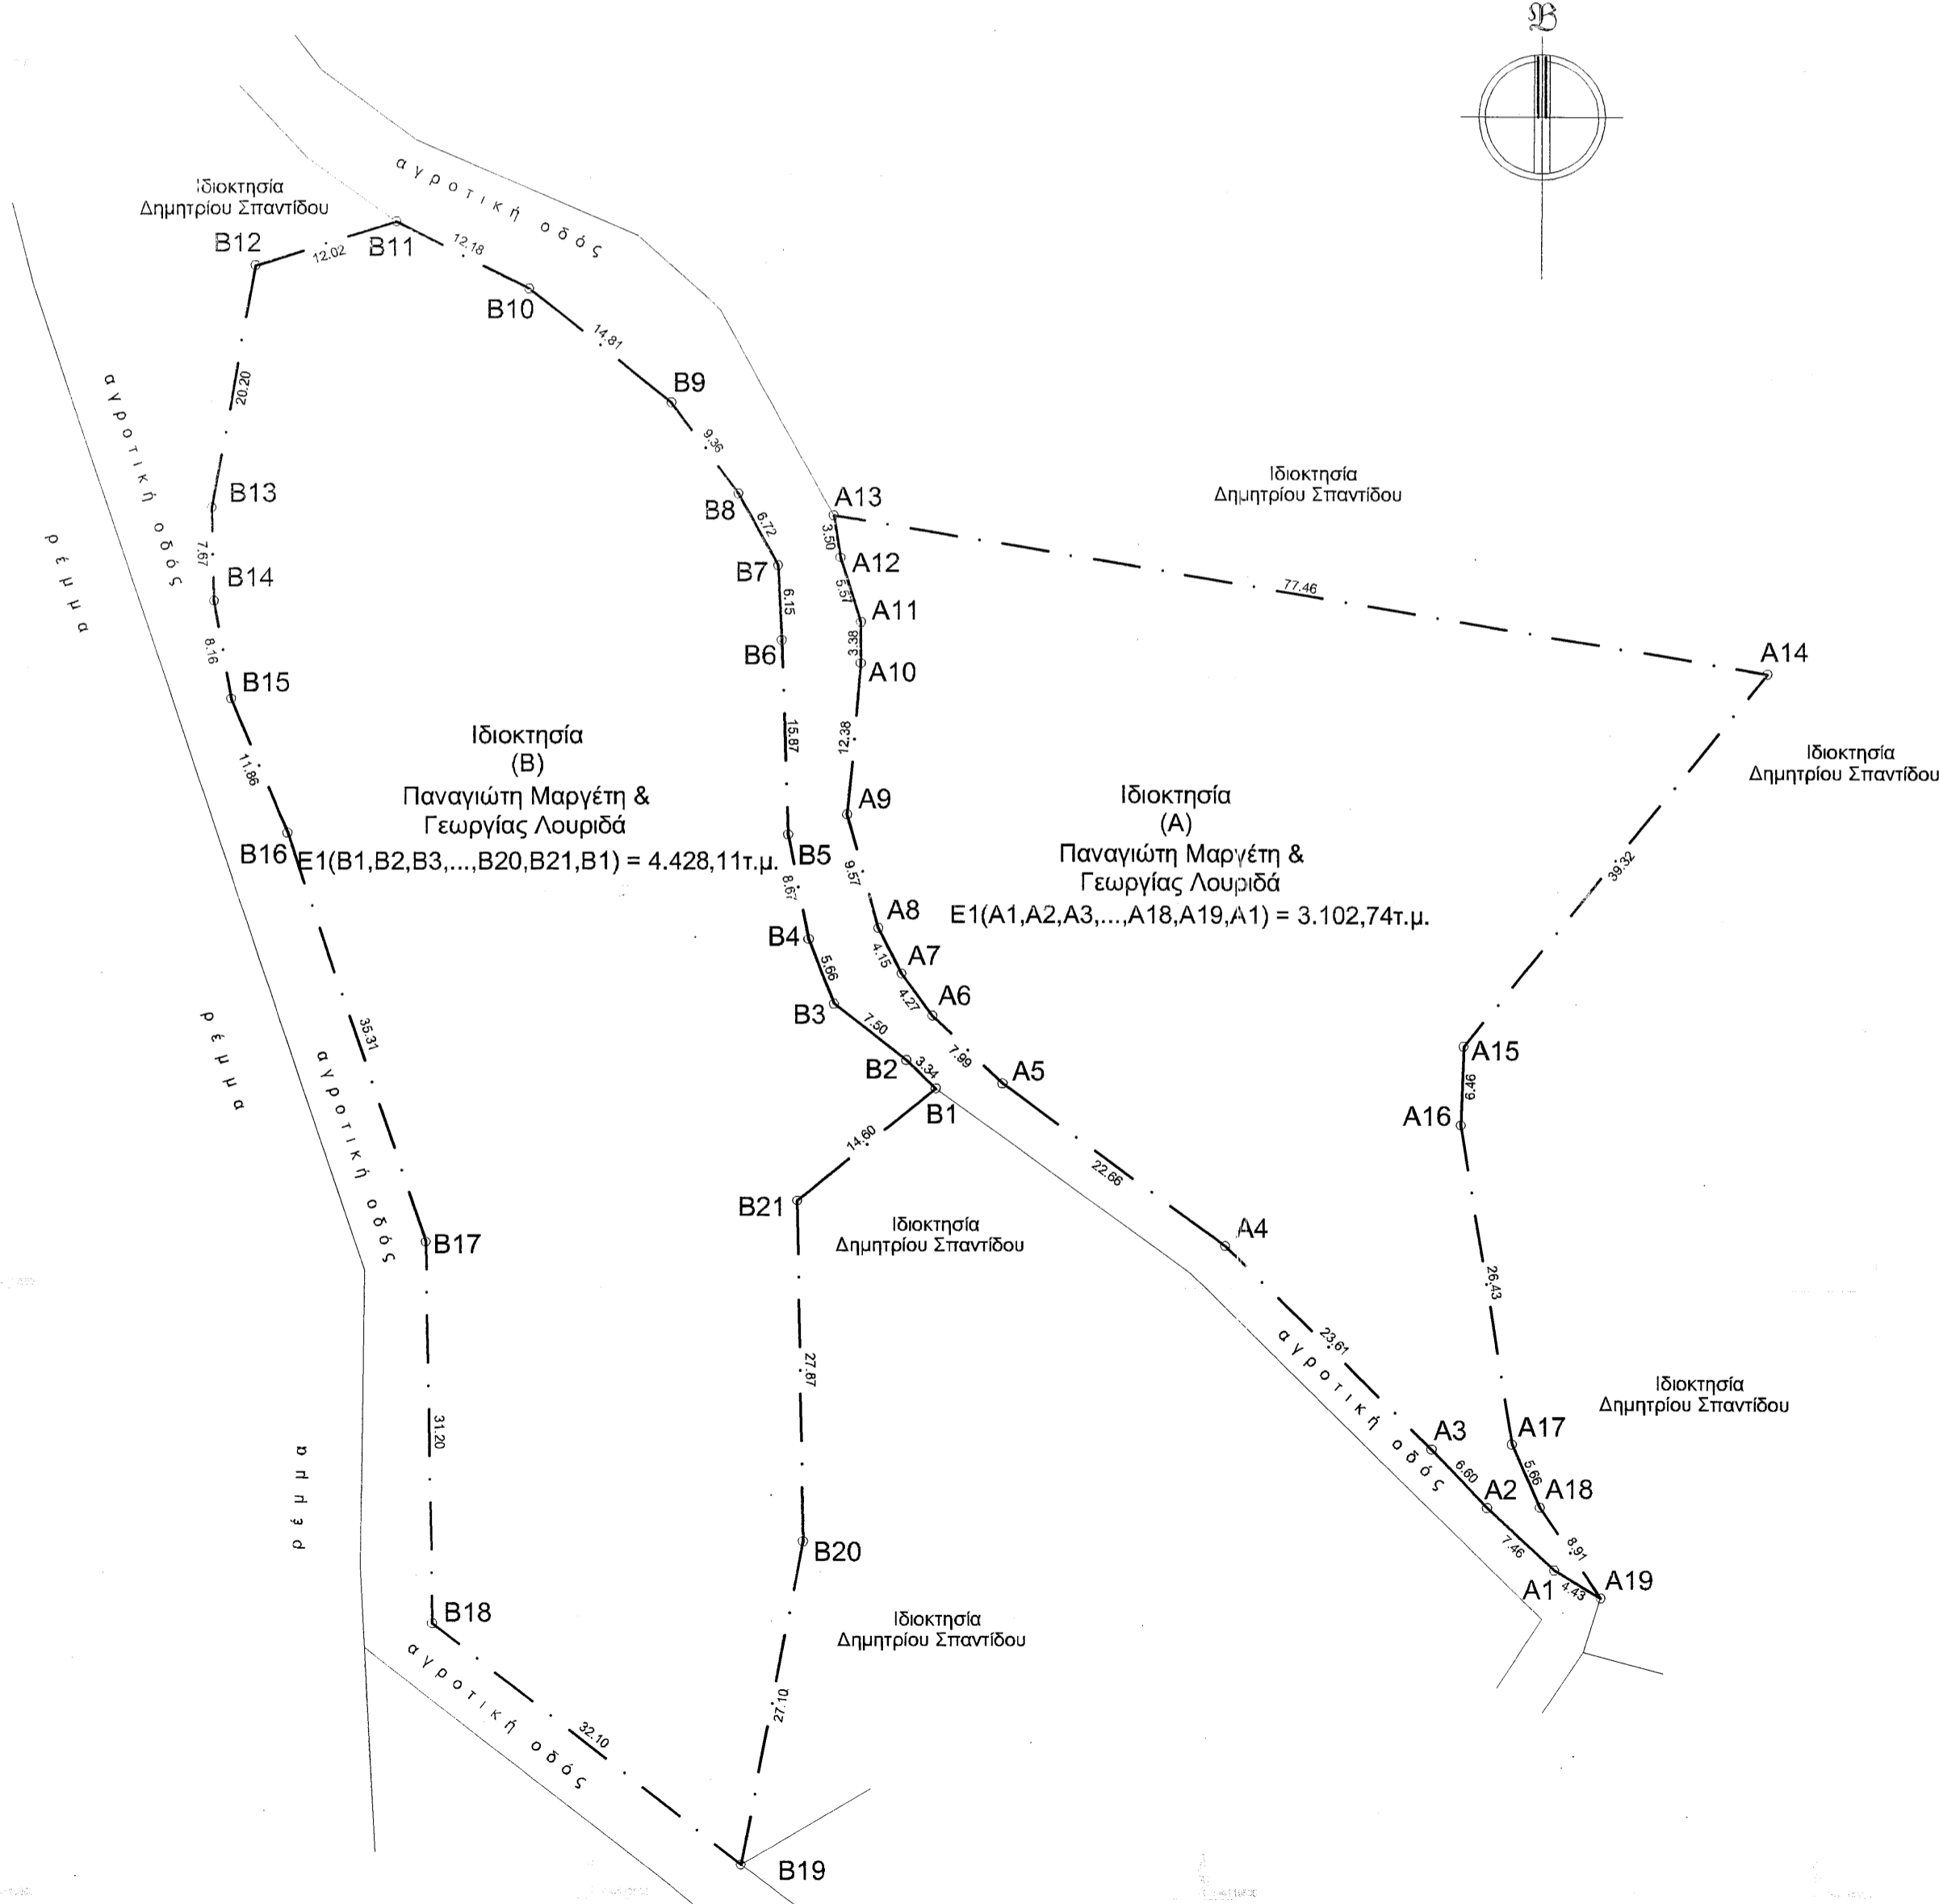 Β
αγροτική οδός
Ιδιοκτησία
Δημητρίου Σπαντίδου
B12
12.02
B11
12.18
B10
14.81
B9
9.36
B8
6.72
B7
6.15
B6
15.87
B5
8.67
B4
5.66
B3
7.50
B2
3.34
B1
14.60
B21
27.87
B20
27.10
B19
32.10
B18
31.20
B17
35.31
B16
11.86
B15
8.16
B14
7.67
B13
20.20
αγροτική οδός
ρέμμα
Ιδιοκτησία
(Β)
Παναγιώτη Μαργέτη &
Γεωργίας Λουριδά
E1(B1,B2,B3,...,B20,B21,B1) = 4.428,11τ.μ.
ρέμμα
αγροτική οδός
ρέμμα
αγροτική οδός
Ιδιοκτησία
Δημητρίου Σπαντίδου
A13
3.50
A12
5.57
A11
3.38
A10
12.38
A9
9.57
A8
4.15
A7
4.27
A6
7.99
A5
22.66
A4
23.61
A3
6.60
A2
7.46
A1
4.43
A19
8.91
A18
5.66
A17
26.43
A16
6.46
A15
39.32
A14
77.46
Ιδιοκτησία
Δημητρίου Σπαντίδου
Ιδιοκτησία
(Α)
Παναγιώτη Μαργέτη &
Γεωργίας Λουριδά
E1(A1,A2,A3,...,A18,A19,A1) = 3.102,74τ.μ.
Ιδιοκτησία
Δημητρίου Σπαντίδου
αγροτική οδός
Ιδιοκτησία
Δημητρίου Σπαντίδου
Ιδιοκτησία
Δημητρίου Σπαντίδου